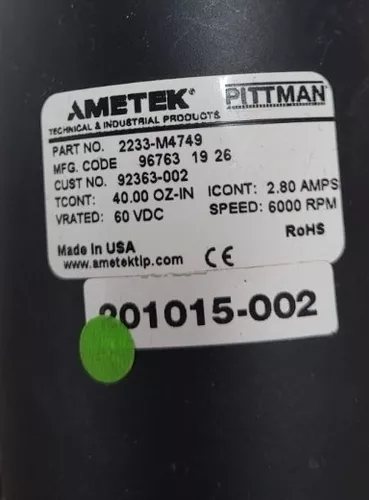 AMETEK® PITTMAN
TECHNICAL & INDUSTRIAL PRODUCTS
PART NO. 2233-M4749
MFG. CODE 96763 19 26
CUST NO. 92363-002
TCONT: 40.00 OZ-IN ICONT: 2.80 AMPS
VRATED: 60 VDC SPEED: 6000 RPM
RoHS
Made In USA
www.ametektip.com CE
201015-002